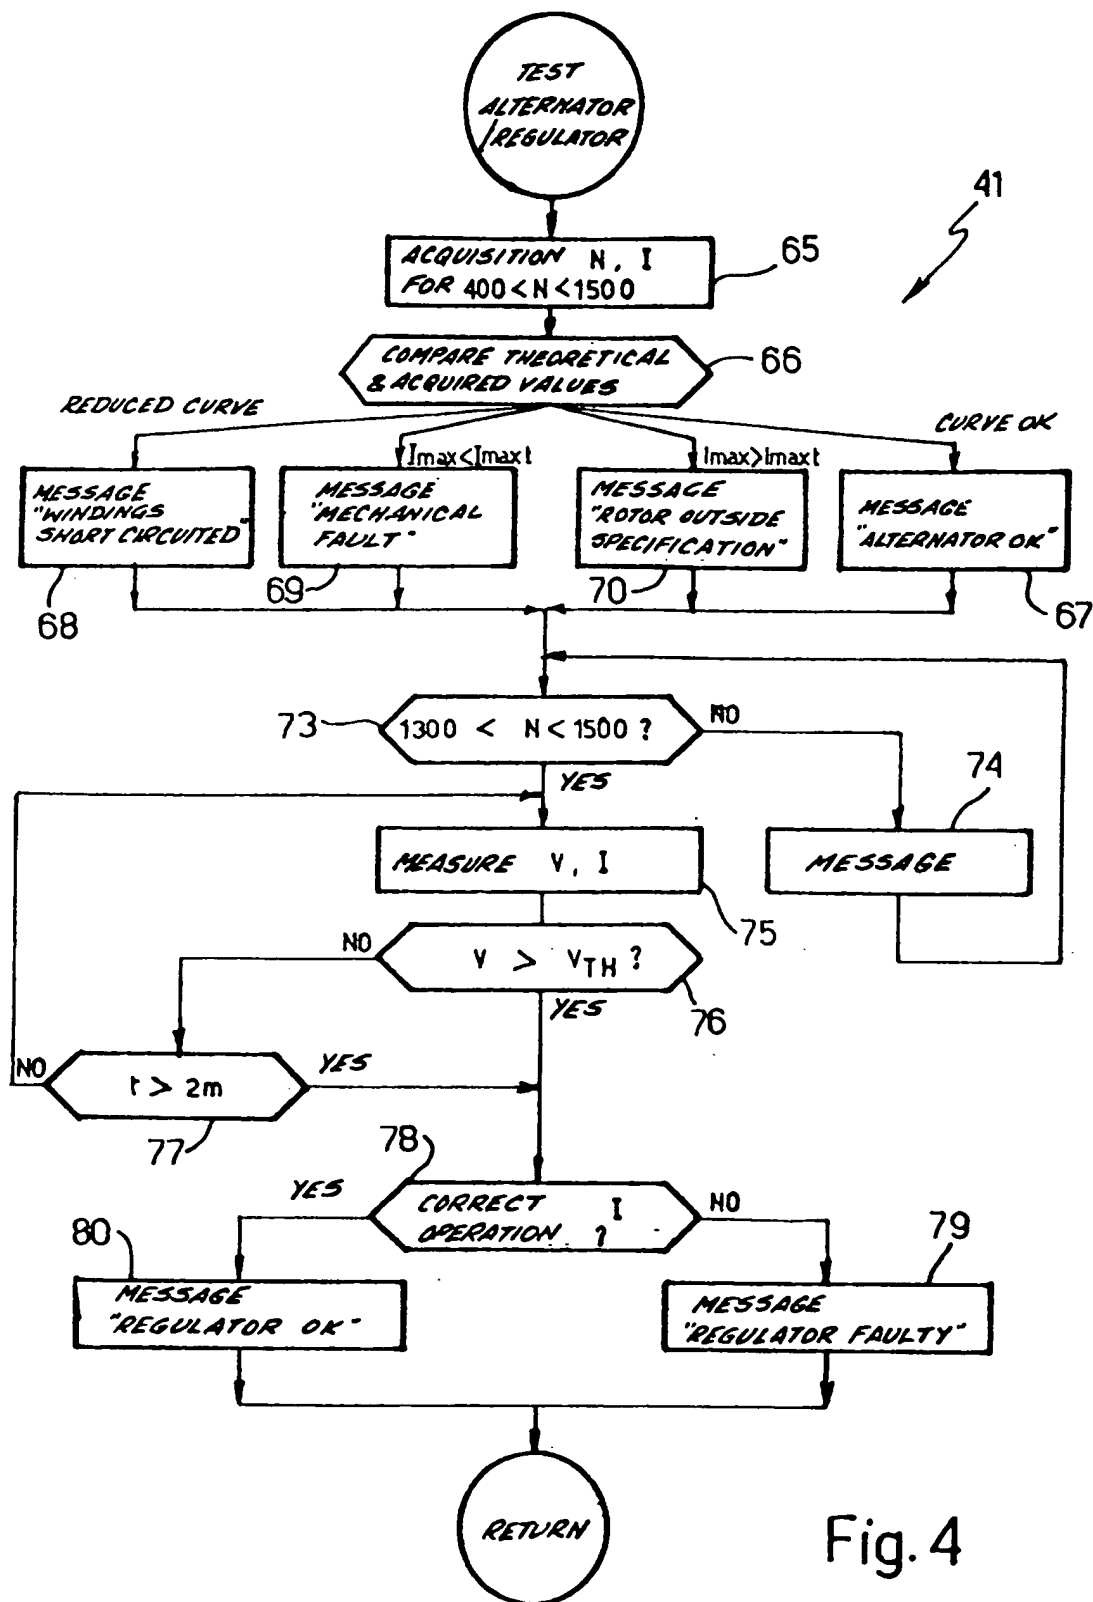 TEST
ALTERNATOR
/REGULATOR
41
ACQUISITION N, I
FOR 400<N<1500
65
COMPARE THEORETICAL
& ACQUIRED VALUES
66
REDUCED CURVE
Imax<Imaxt
Imax>Imaxt
CURVE OK
MESSAGE
"WINDINGS
SHORT CIRCUITED"
68
MESSAGE
"MECHANICAL
FAULT"
69
MESSAGE
"ROTOR OUTSIDE
SPECIFICATION"
70
MESSAGE
"ALTERNATOR OK"
67
73
1300 < N < 1500 ?
NO
YES
74
MESSAGE
MEASURE V, I
75
NO
V > VTH ?
76
YES
NO
t > 2m
YES
77
78
YES
CORRECT I
OPERATION ?
NO
80
MESSAGE
"REGULATOR OK"
79
MESSAGE
"REGULATOR FAULTY"
RETURN
Fig. 4